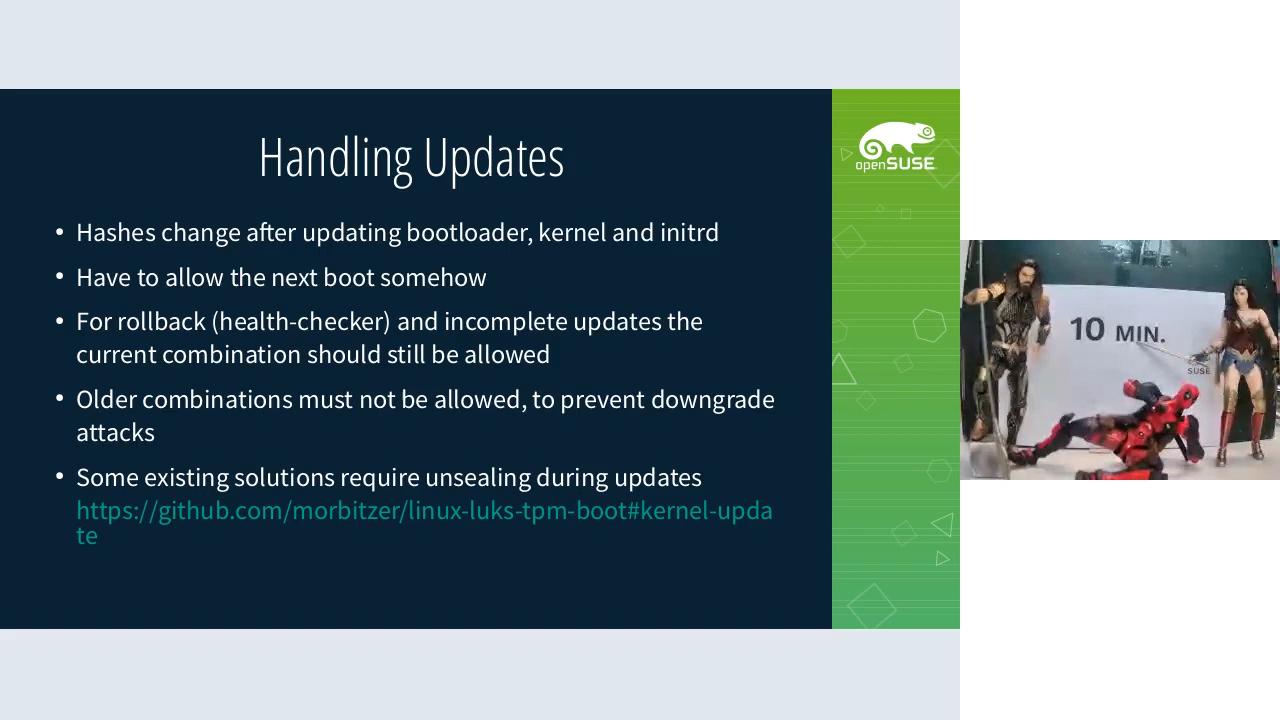 Handling Updates
openSUSE
• Hashes change after updating bootloader, kernel and initrd
• Have to allow the next boot somehow
• For rollback (health-checker) and incomplete updates the
current combination should still be allowed
• Older combinations must not be allowed, to prevent downgrade
attacks
• Some existing solutions require unsealing during updates
https://github.com/morbitzer/linux-luks-tpm-boot#kernel-upda
te
10 MIN.
SUSE